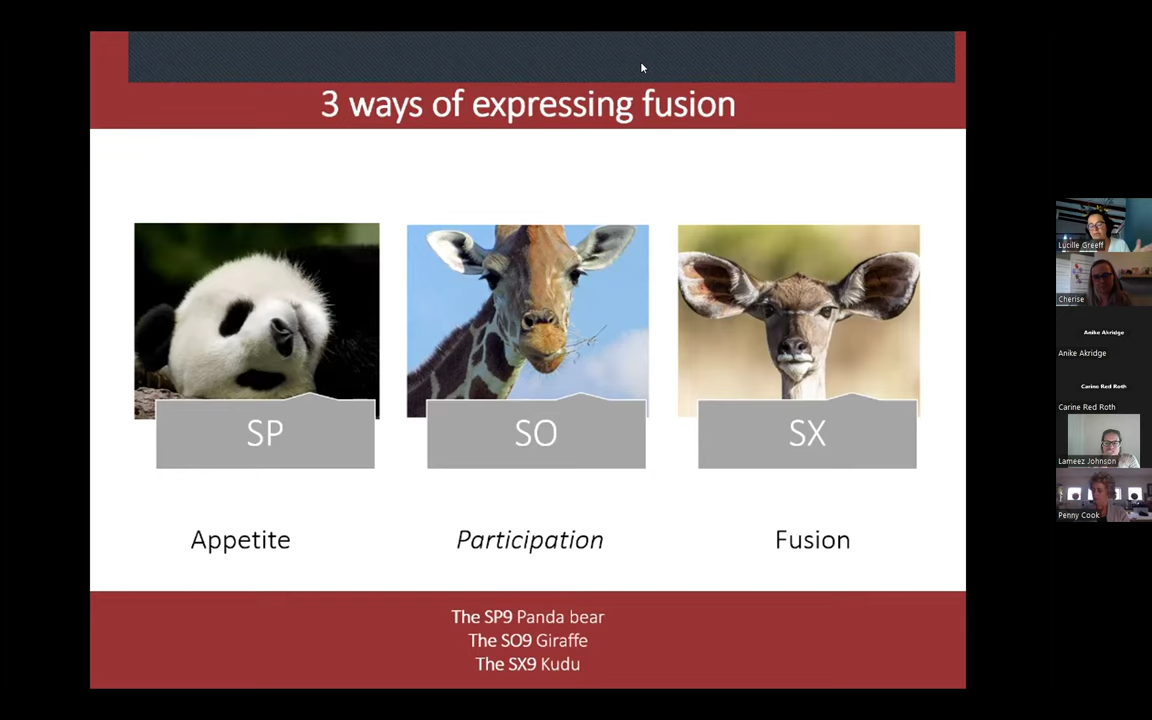 3 ways of expressing fusion
SP
SO
SX
Appetite
Participation
Fusion
The SP9 Panda bear
The SO9 Giraffe
The SX9 Kudu
Lucille Greeff
Cherise
Anike Akridge
Anike Akridge
Carine Red Roth
Carine Red Roth
Lameez Johnson
Penny Cook